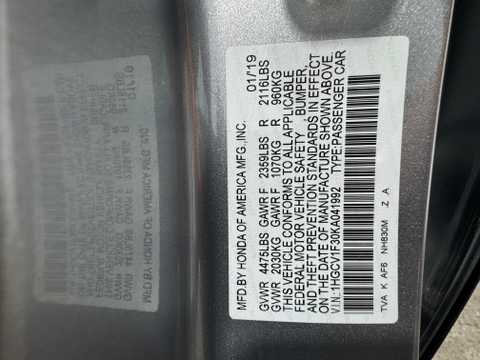 MFD. BY HONDA OF AMERICA MFG.,INC. 01/19
GVWR 4475LBS GAWR F 2359LBS R 2116LBS
GVWR 2030KG GAWR F 1070KG R 960KG
THIS VEHICLE CONFORMS TO ALL APPLICABLE
FEDERAL MOTOR VEHICLE SAFETY , BUMPER,
AND THEFT PREVENTION STANDARDS IN EFFECT
ON THE DATE OF MANUFACTURE SHOWN ABOVE.
V.I.N.:1HGCV1F30KA041992 TYPE:PASSENGER CAR
TVA K AF6 NH830M Z A